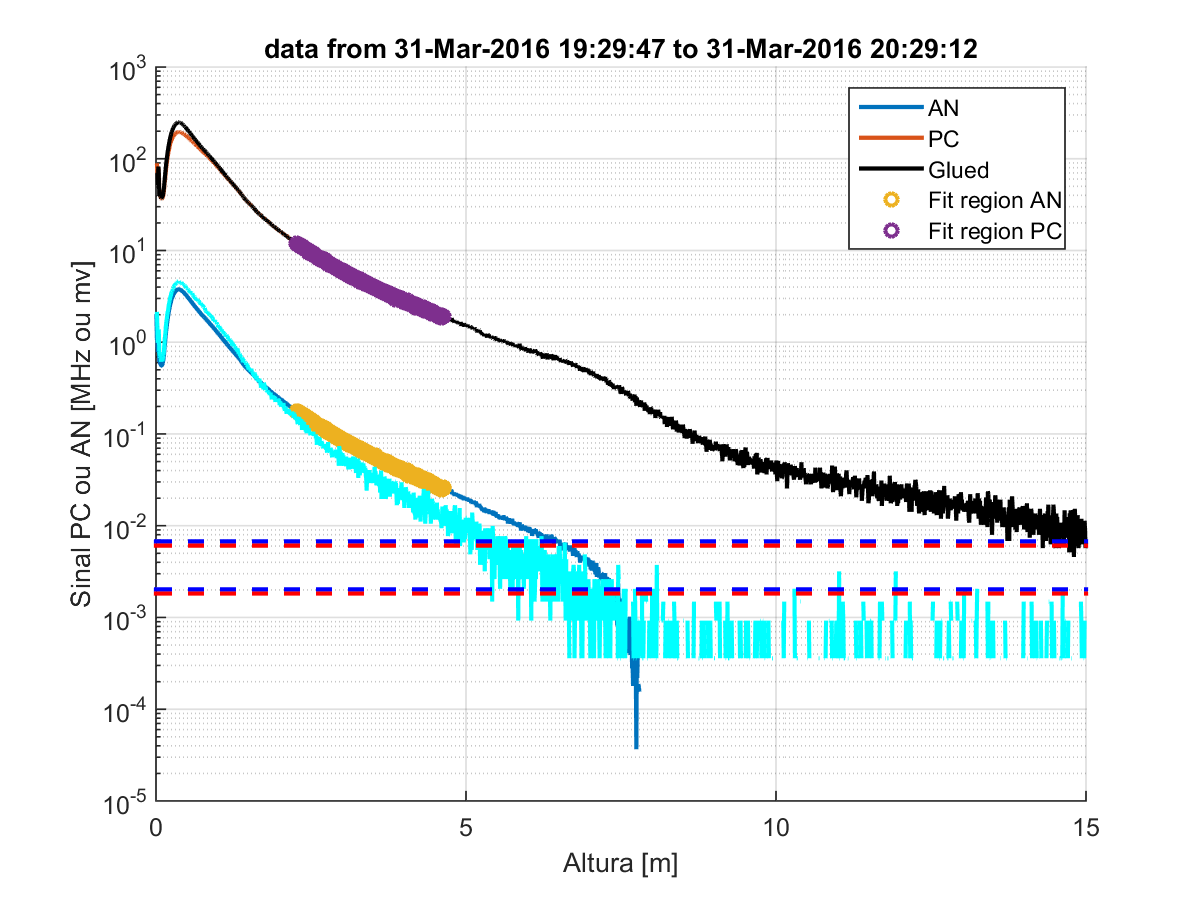 data from 31-Mar-2016 19:29:47 to 31-Mar-2016 20:29:12
10^3
10^2
10^1
10^0
10^-1
10^-2
10^-3
10^-4
10^-5
Sinal PC ou AN [MHz ou mv]
AN
PC
Glued
Fit region AN
Fit region PC
0 5 10 15
Altura [m]